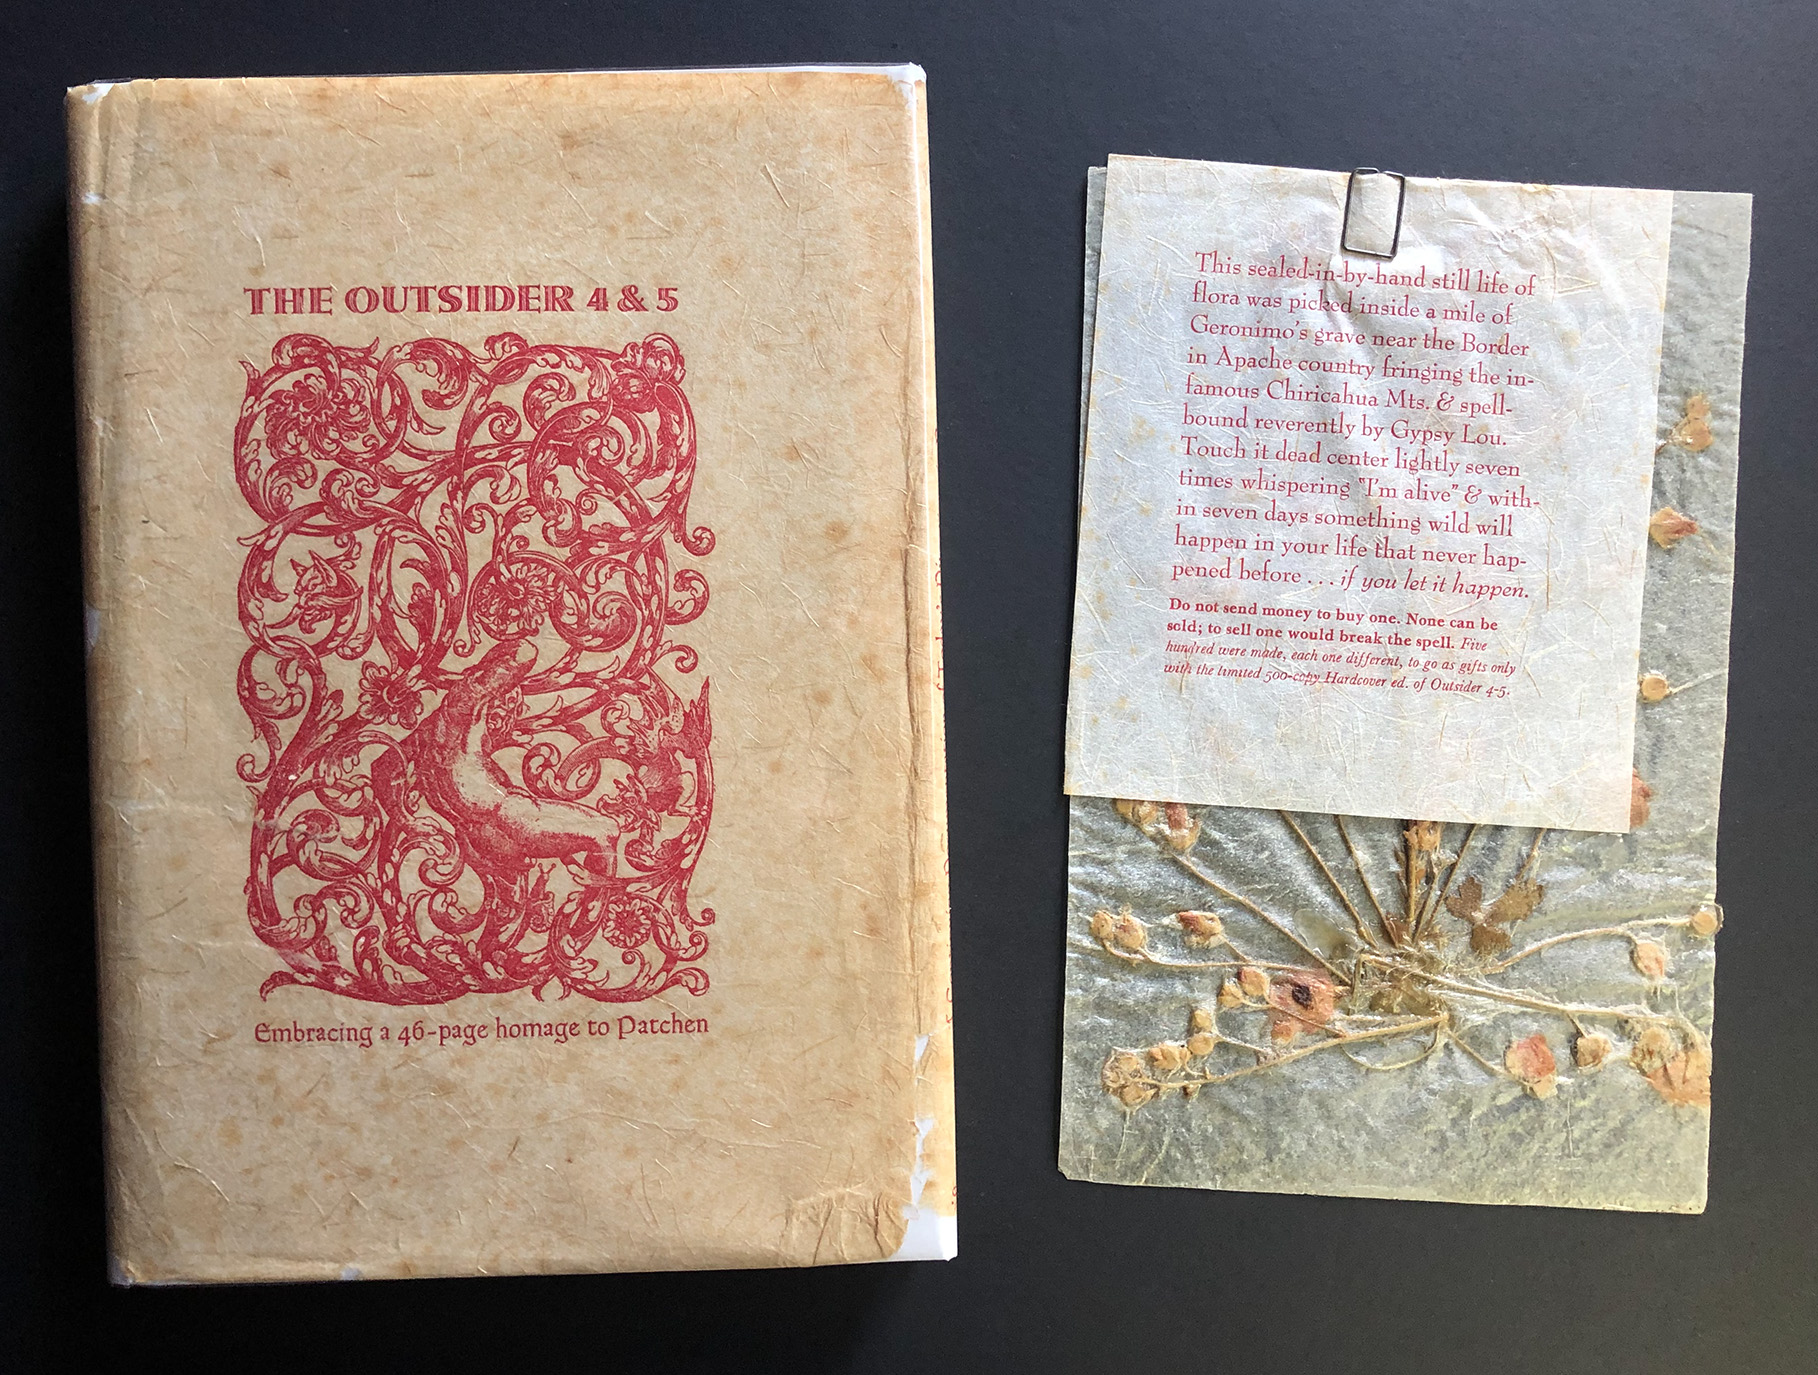 THE OUTSIDER 4 & 5
Embracing a 46-page homage to Patchen
This sealed-in-by-hand still life of
flora was picked inside a mile of
Geronimo's grave near the Border
in Apache country fringing the in-
famous Chiricahua Mts. & spell-
bound reverently by Gypsy Lou.
Touch it dead center lightly seven
times whispering "I'm alive" & with-
in seven days something wild will
happen in your life that never hap-
pened before . . . if you let it happen.
Do not send money to buy one. None can be
sold; to sell one would break the spell. Five
hundred were made, each one different, to go as gifts only
with the limited 500-copy Hardcover ed. of Outsider 4-5.